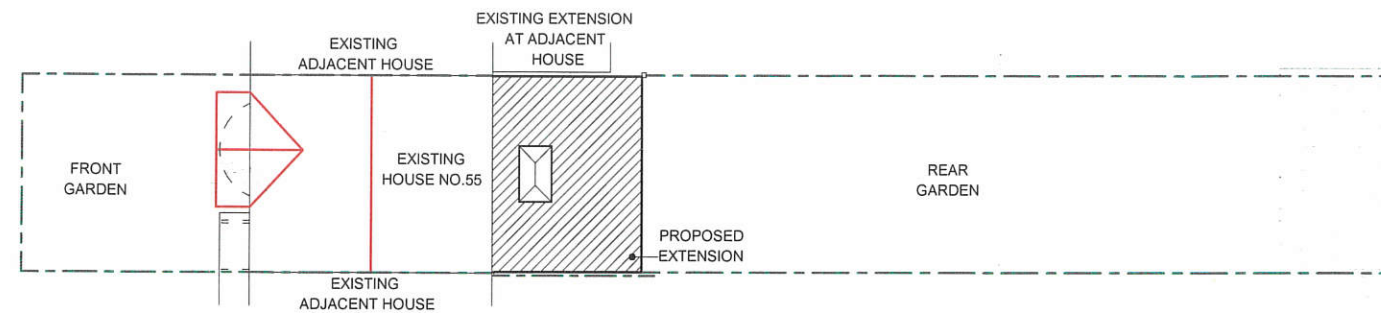 EXISTING EXTENSION
AT ADJACENT
HOUSE
EXISTING
ADJACENT HOUSE
FRONT
GARDEN
EXISTING
HOUSE NO.55
REAR
GARDEN
PROPOSED
EXTENSION
EXISTING
ADJACENT HOUSE